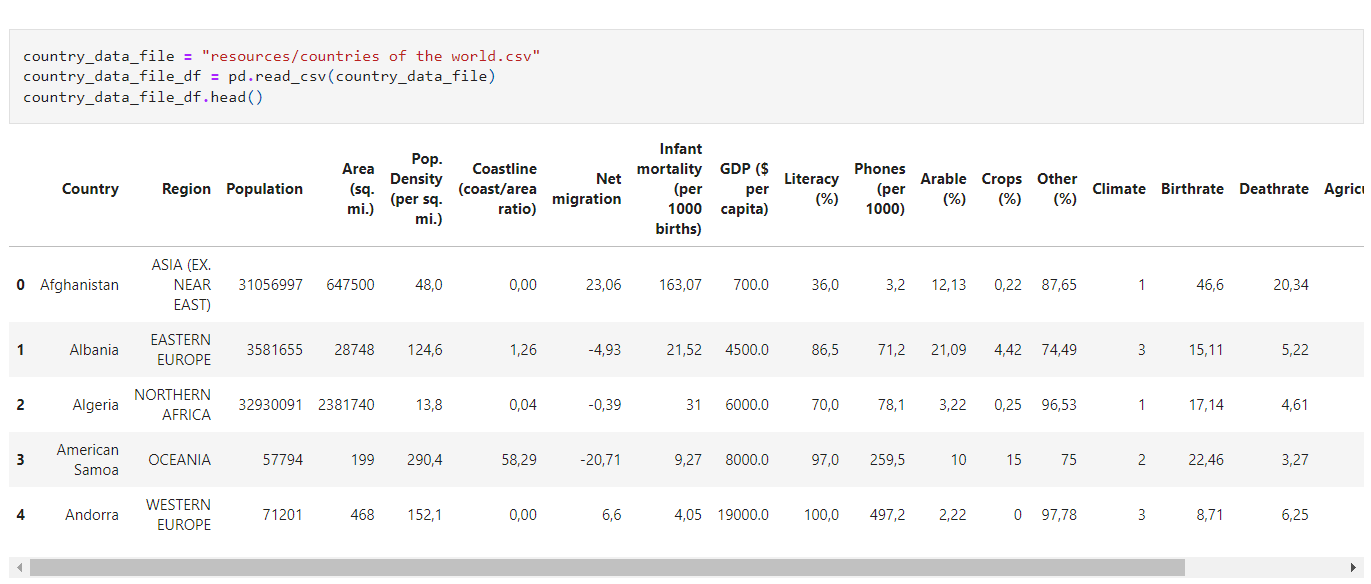 country_data_file = "resources/countries of the world.csv"
country_data_file_df = pd.read_csv(country_data_file)
country_data_file_df.head()
Country Region Population Area (sq. mi.) Pop. Density (per sq. mi.) Coastline (coast/area ratio) Net migration Infant mortality (per 1000 births) GDP ($ per capita) Literacy (%) Phones (per 1000) Arable (%) Crops (%) Other (%) Climate Birthrate Deathrate Agricu
0 Afghanistan ASIA (EX. NEAR EAST) 31056997 647500 48,0 0,00 23,06 163,07 700.0 36,0 3,2 12,13 0,22 87,65 1 46,6 20,34
1 Albania EASTERN EUROPE 3581655 28748 124,6 1,26 -4,93 21,52 4500.0 86,5 71,2 21,09 4,42 74,49 3 15,11 5,22
2 Algeria NORTHERN AFRICA 32930091 2381740 13,8 0,04 -0,39 31 6000.0 70,0 78,1 3,22 0,25 96,53 1 17,14 4,61
3 American Samoa OCEANIA 57794 199 290,4 58,29 -20,71 9,27 8000.0 97,0 259,5 10 15 75 2 22,46 3,27
4 Andorra WESTERN EUROPE 71201 468 152,1 0,00 6,6 4,05 19000.0 100,0 497,2 2,22 0 97,78 3 8,71 6,25